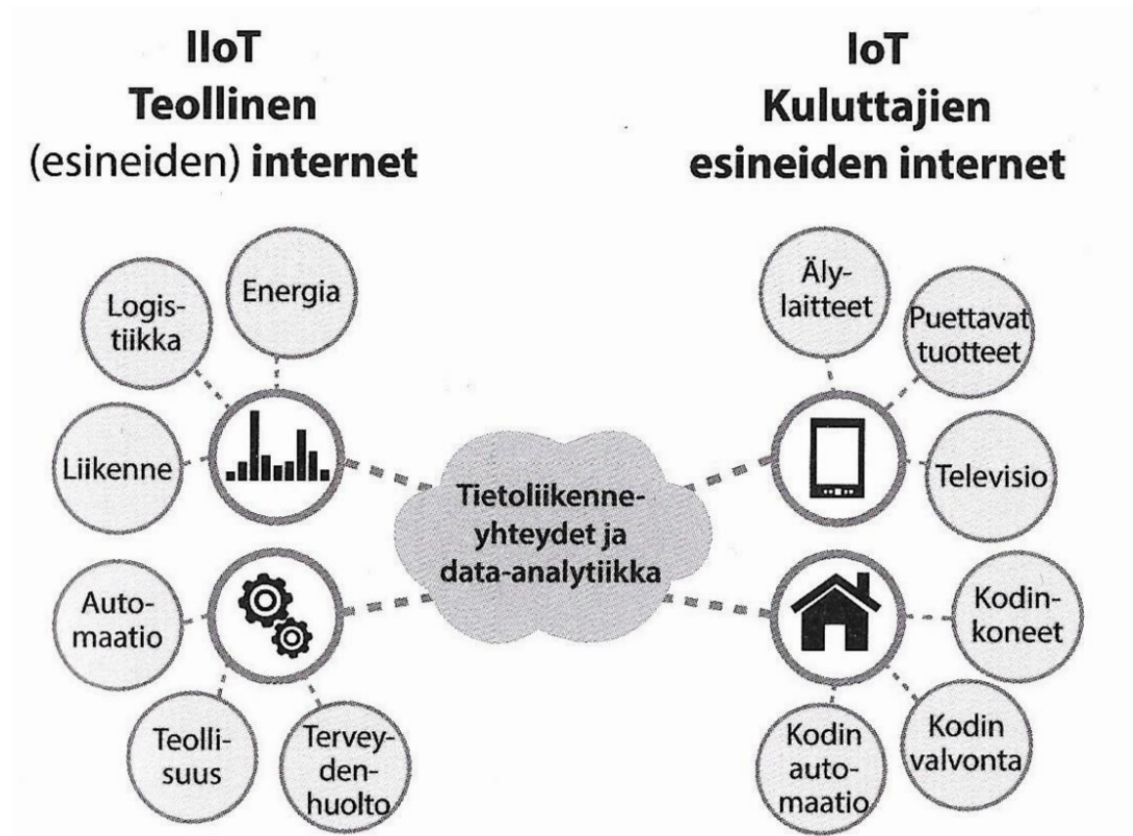 IIoT
Teollinen
(esineiden) internet
IoT
Kuluttajien
esineiden internet
Energia
Logis-
tiikka
Liikenne
Auto-
maatio
Teolli-
suus
Tervey-
den-
huolto
Tietoliikenne-
yhteydet ja
data-analytiikka
Äly-
laitteet
Puettavat
tuotteet
Televisio
Kodin-
koneet
Kodin
valvonta
Kodin
auto-
maatio